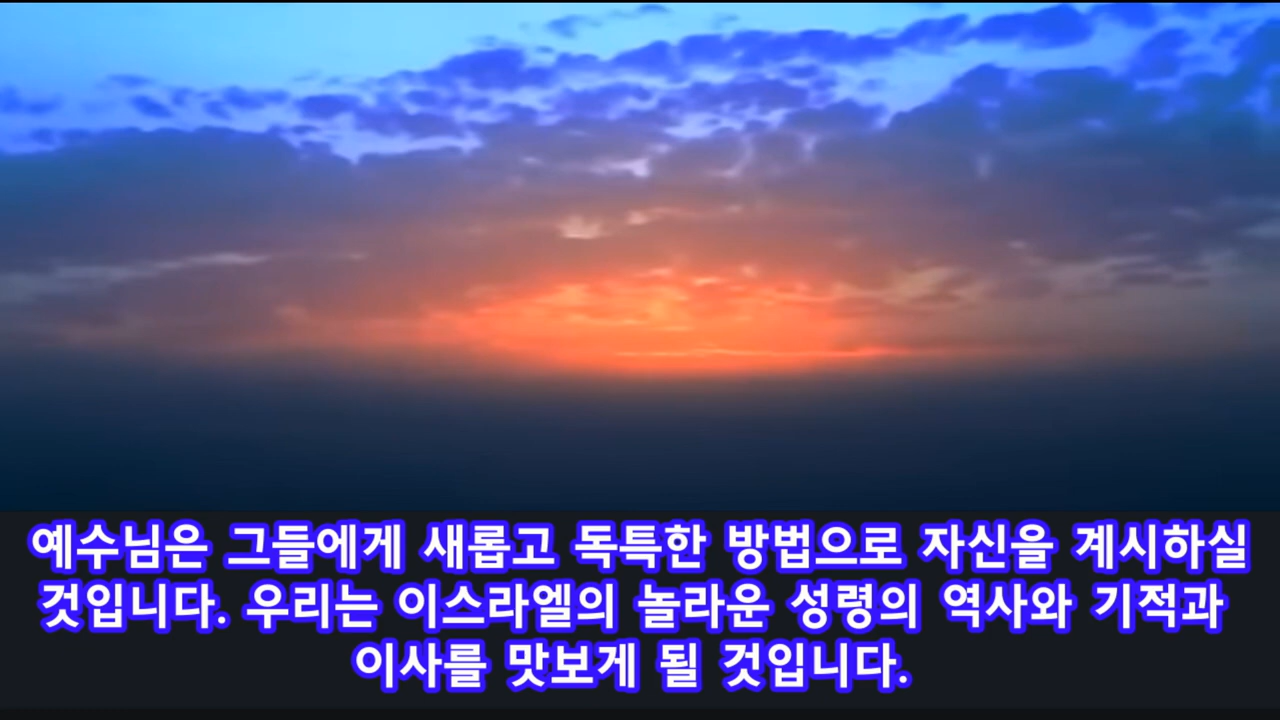 예수님은 그들에게 새롭고 독특한 방법으로 자신을 계시하실
것입니다. 우리는 이스라엘의 놀라운 성령의 역사와 기적과
이사를 맛보게 될 것입니다.